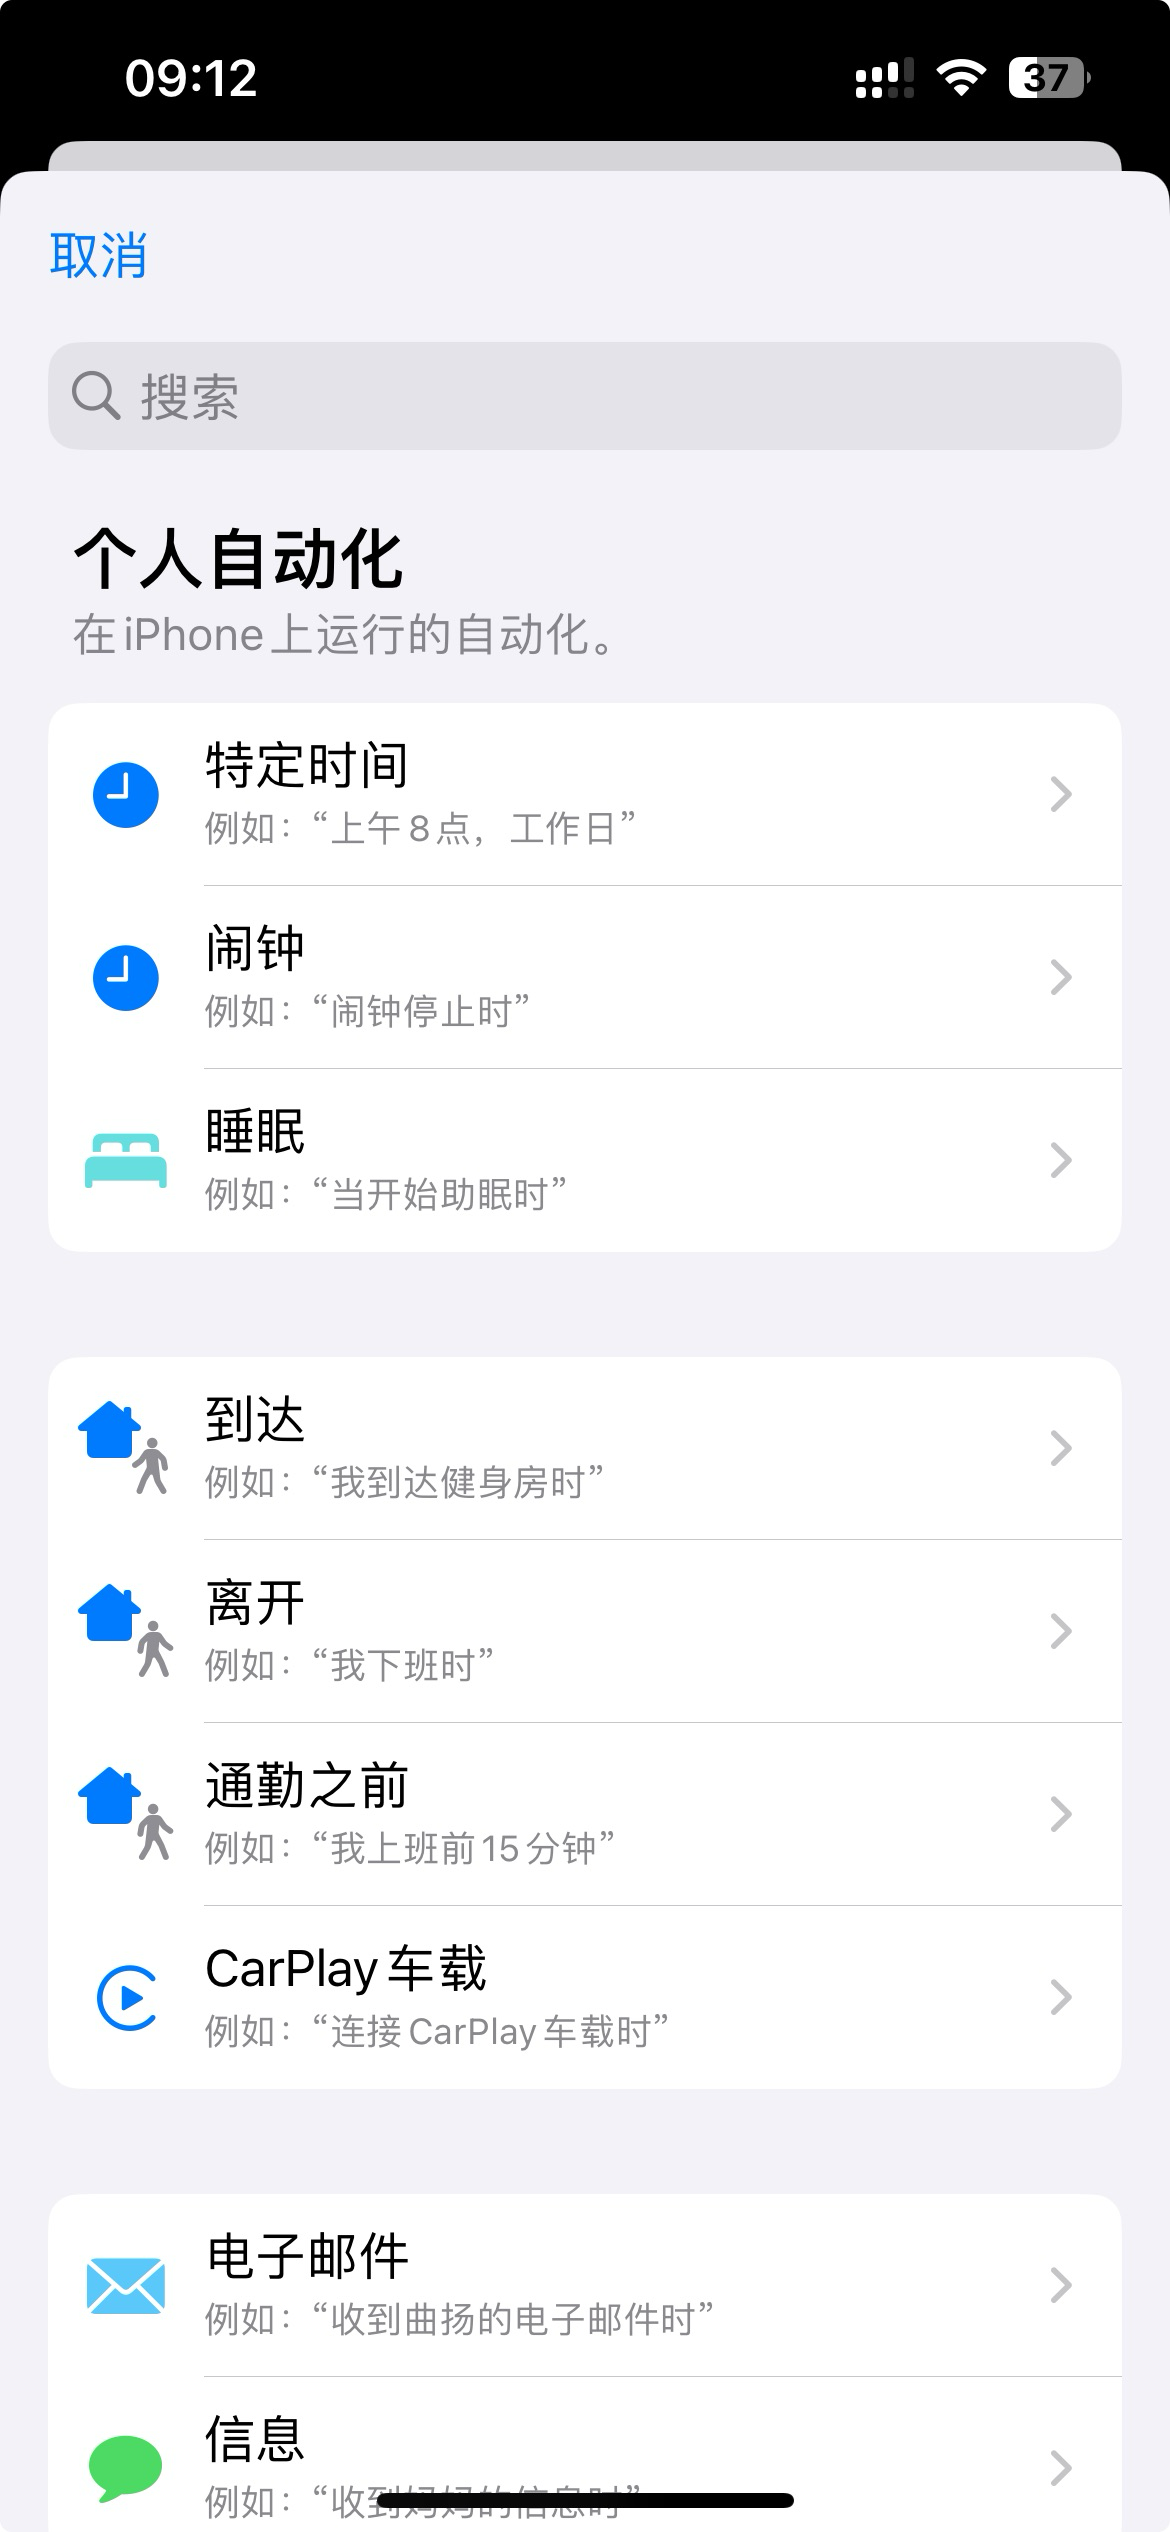 09:12
37
取消
搜索
个人自动化
在 iPhone 上运行的自动化。
特定时间
例如：“上午 8 点，工作日”
闹钟
例如：“闹钟停止时”
睡眠
例如：“当开始助眠时”
到达
例如：“我到达健身房时”
离开
例如：“我下班时”
通勤之前
例如：“我上班前 15 分钟”
CarPlay 车载
例如：“连接 CarPlay 车载时”
电子邮件
例如：“收到曲扬的电子邮件时”
信息
例如：“收到妈妈的信息时”